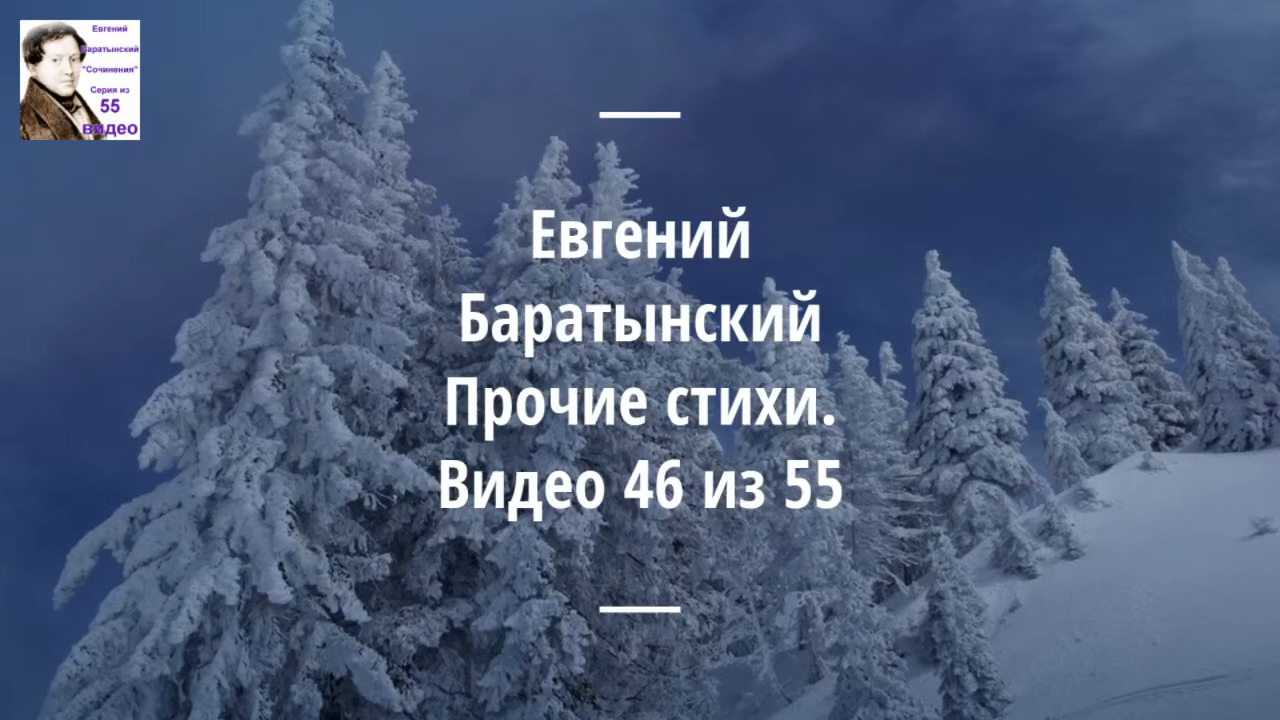 Евгений
Баратынский
"Сочинения"
Серия из
55
видео
Евгений
Баратынский
Прочие стихи.
Видео 46 из 55